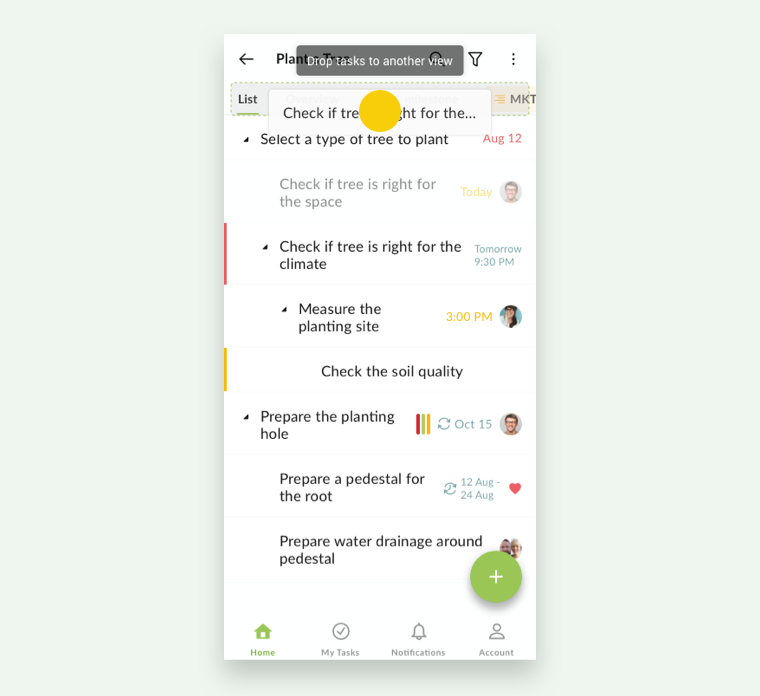 Drop tasks to another view
List
MKT
Check if tre
ght for the...
Select a type of tree to plant
Aug 12
Check if tree is right for
the space
Today
Check if tree is right for the
climate
Tomorrow
9:30 PM
Measure the
planting site
3:00 PM
Check the soil quality
Prepare the planting
hole
Oct 15
Prepare a pedestal for
the root
12 Aug -
24 Aug
Prepare water drainage around
pedestal
Home
My Tasks
Notifications
Account